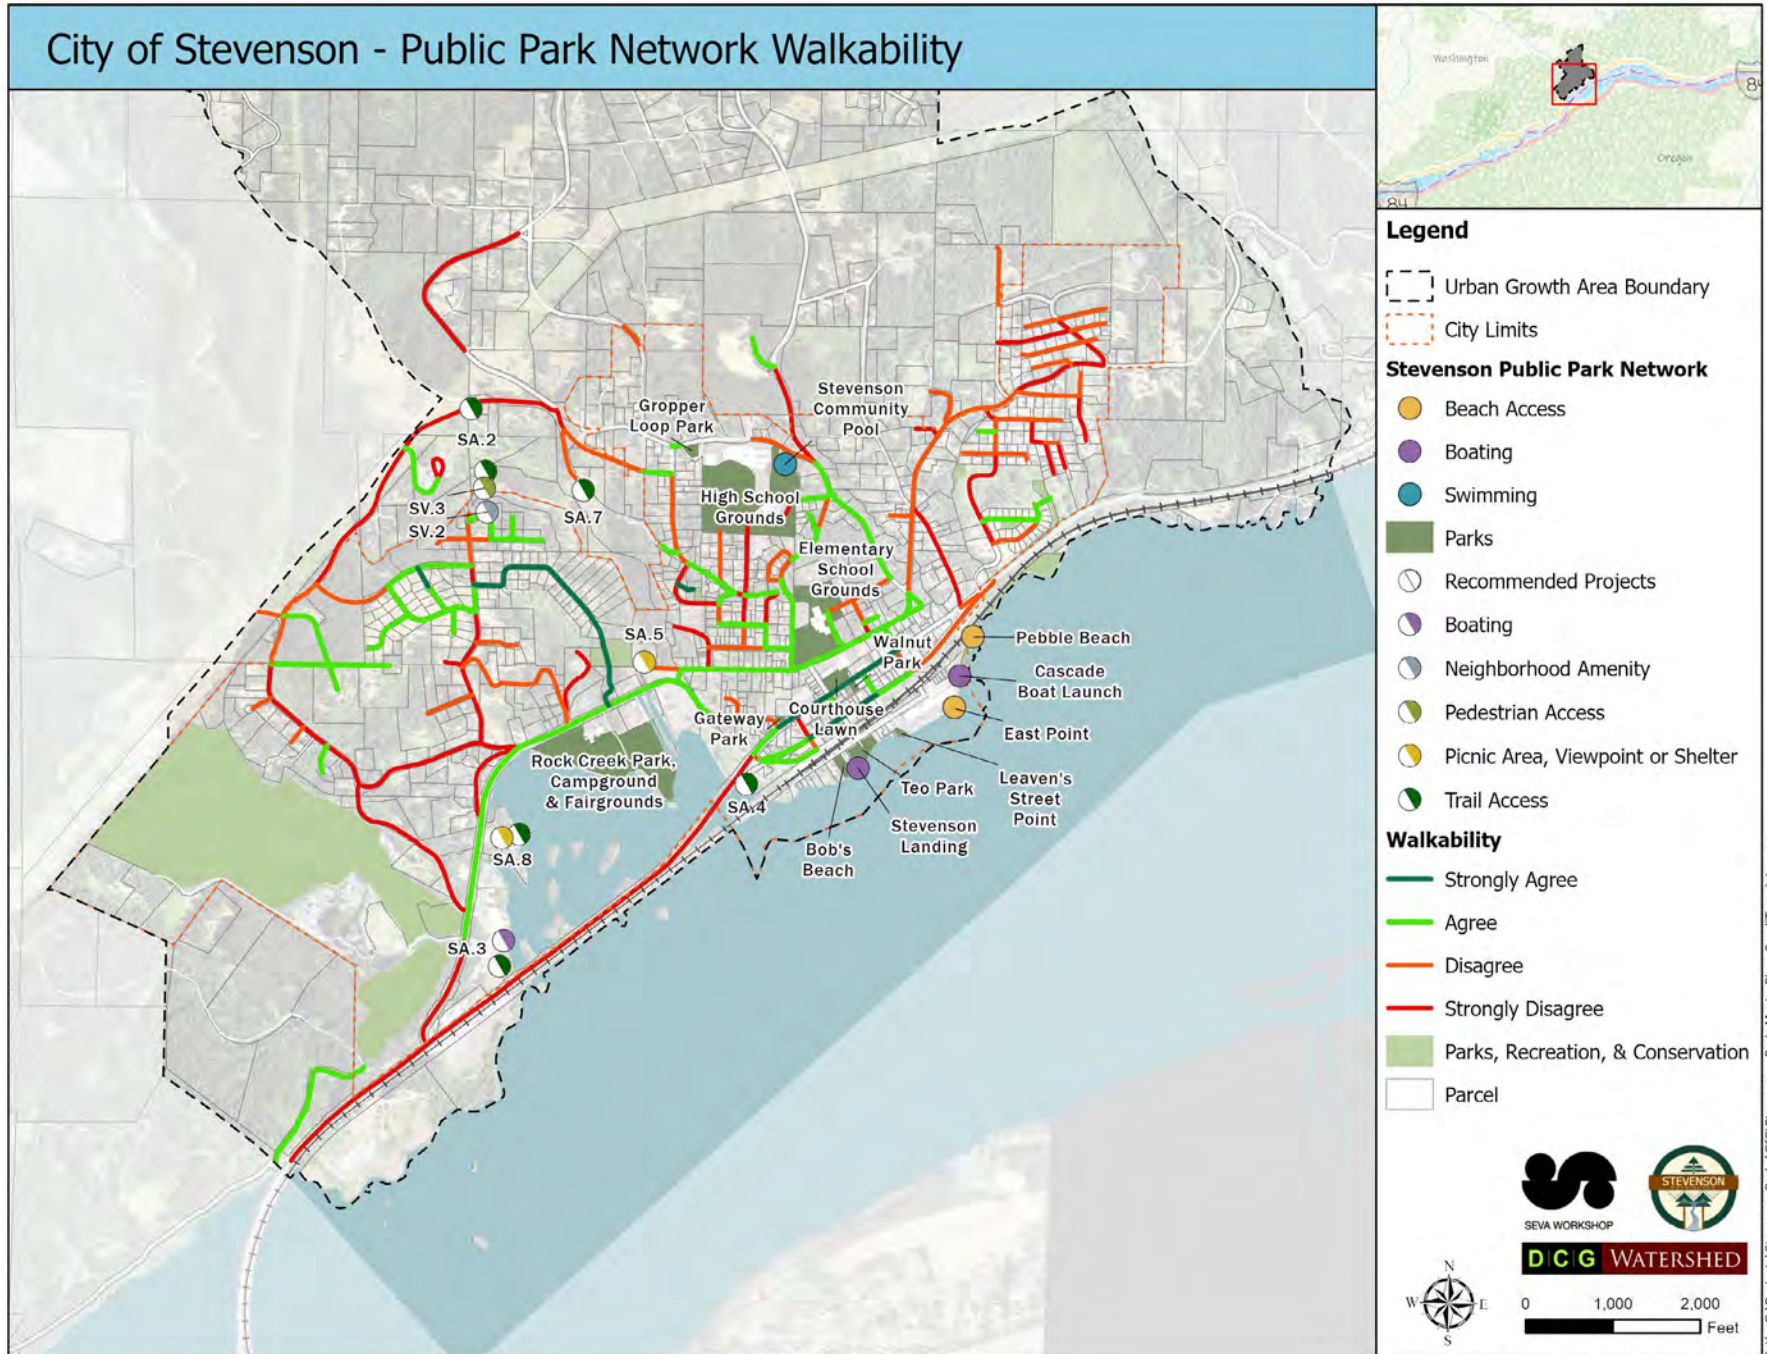 City of Stevenson - Public Park Network Walkability
Washington
84
Oregon
84
Legend
Urban Growth Area Boundary
City Limits
Stevenson Public Park Network
Beach Access
Boating
Swimming
Parks
Recommended Projects
Boating
Neighborhood Amenity
Pedestrian Access
Picnic Area, Viewpoint or Shelter
Trail Access
Walkability
Strongly Agree
Agree
Disagree
Strongly Disagree
Parks, Recreation, & Conservation
Parcel
SEVA WORKSHOP
STEVENSON
DCG WATERSHED
N
W
E
S
0
1,000
2,000
Feet
Stevenson
Community
Pool
Gropper
Loop Park
SA.2
SV.3
SV.2
SA.7
High School
Grounds
Elementary
School
Grounds
SA.5
Walnut
Park
Pebble Beach
Cascade
Boat Launch
Gateway
Park
Courthouse
Lawn
East Point
Rock Creek Park,
Campground
& Fairgrounds
SA.4
Teo Park
Leaven's
Street
Point
Stevenson
Landing
Bob's
Beach
SA.8
SA.3